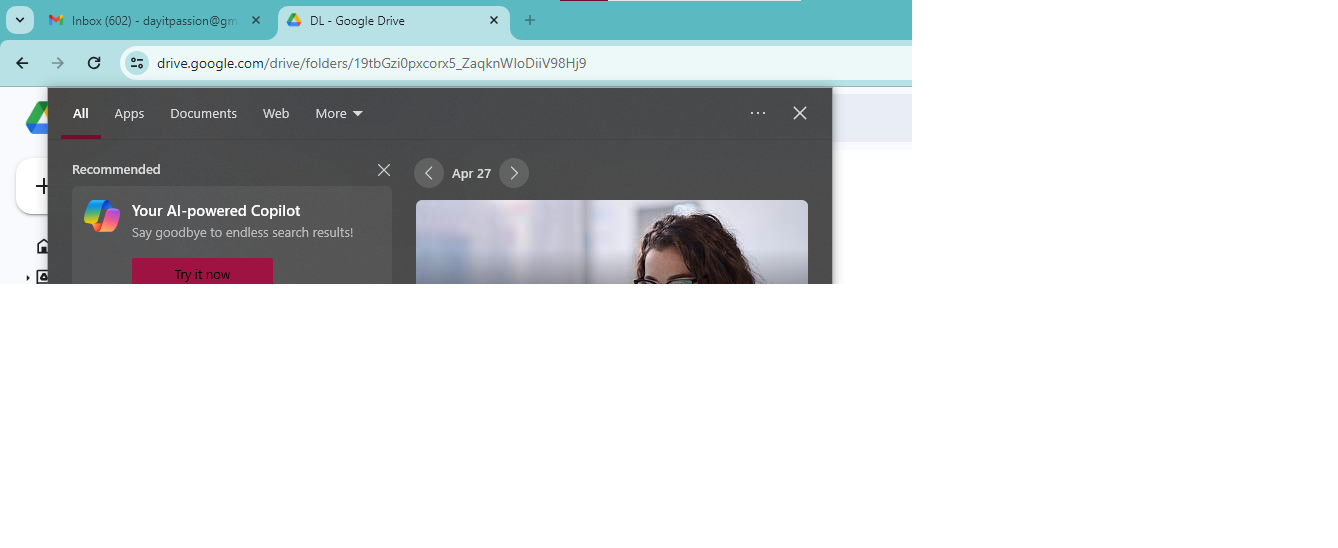 Inbox (602) - dayitpassion@gm
DL - Google Drive
drive.google.com/drive/folders/19tbGzi0pxcorx5_ZaqknWIoDiiV98Hj9
All Apps Documents Web More
Recommended
Apr 27
Your AI-powered Copilot
Say goodbye to endless search results!
Try it now